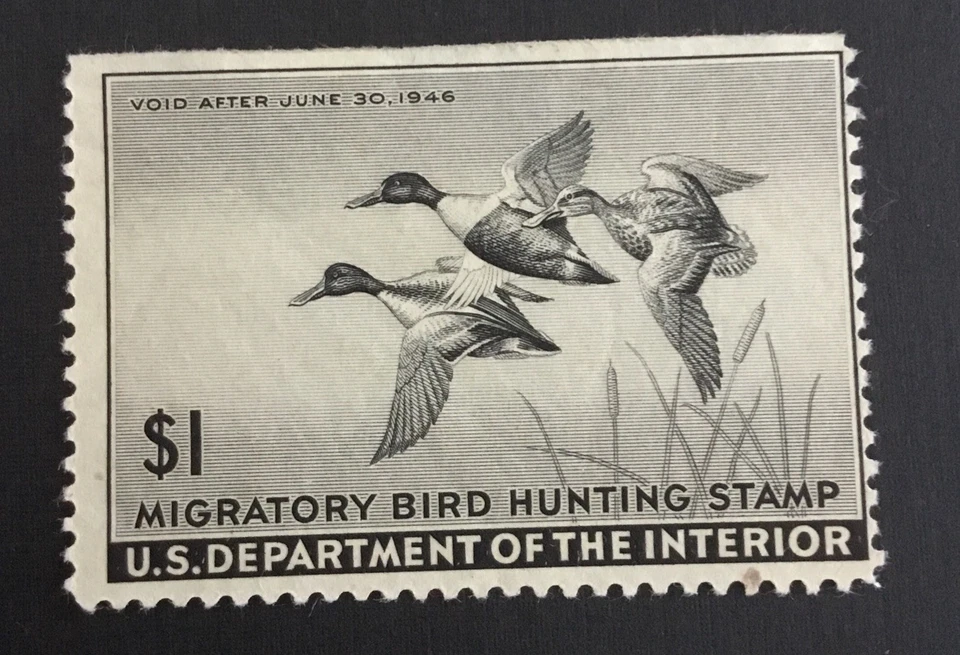 VOID AFTER JUNE 30, 1946
$1
MIGRATORY BIRD HUNTING STAMP
U.S. DEPARTMENT OF THE INTERIOR